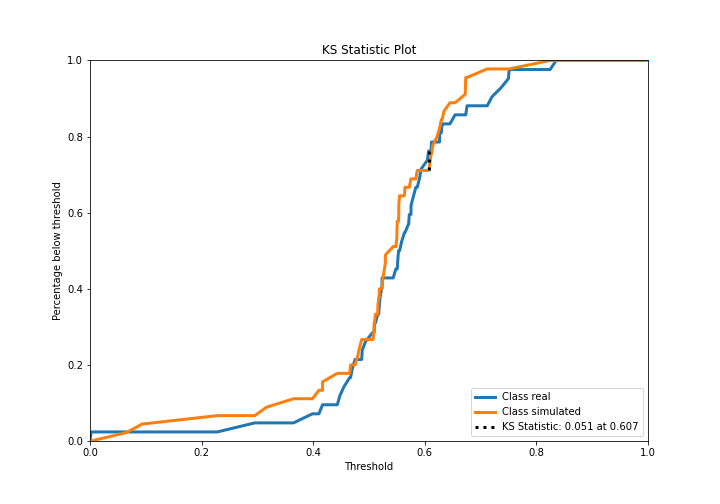 KS Statistic Plot
1.0
0.8
0.6
0.4
0.2
0.0
Percentage below threshold
0.0 0.2 0.4 0.6 0.8 1.0
Threshold
Class real
Class simulated
KS Statistic: 0.051 at 0.607